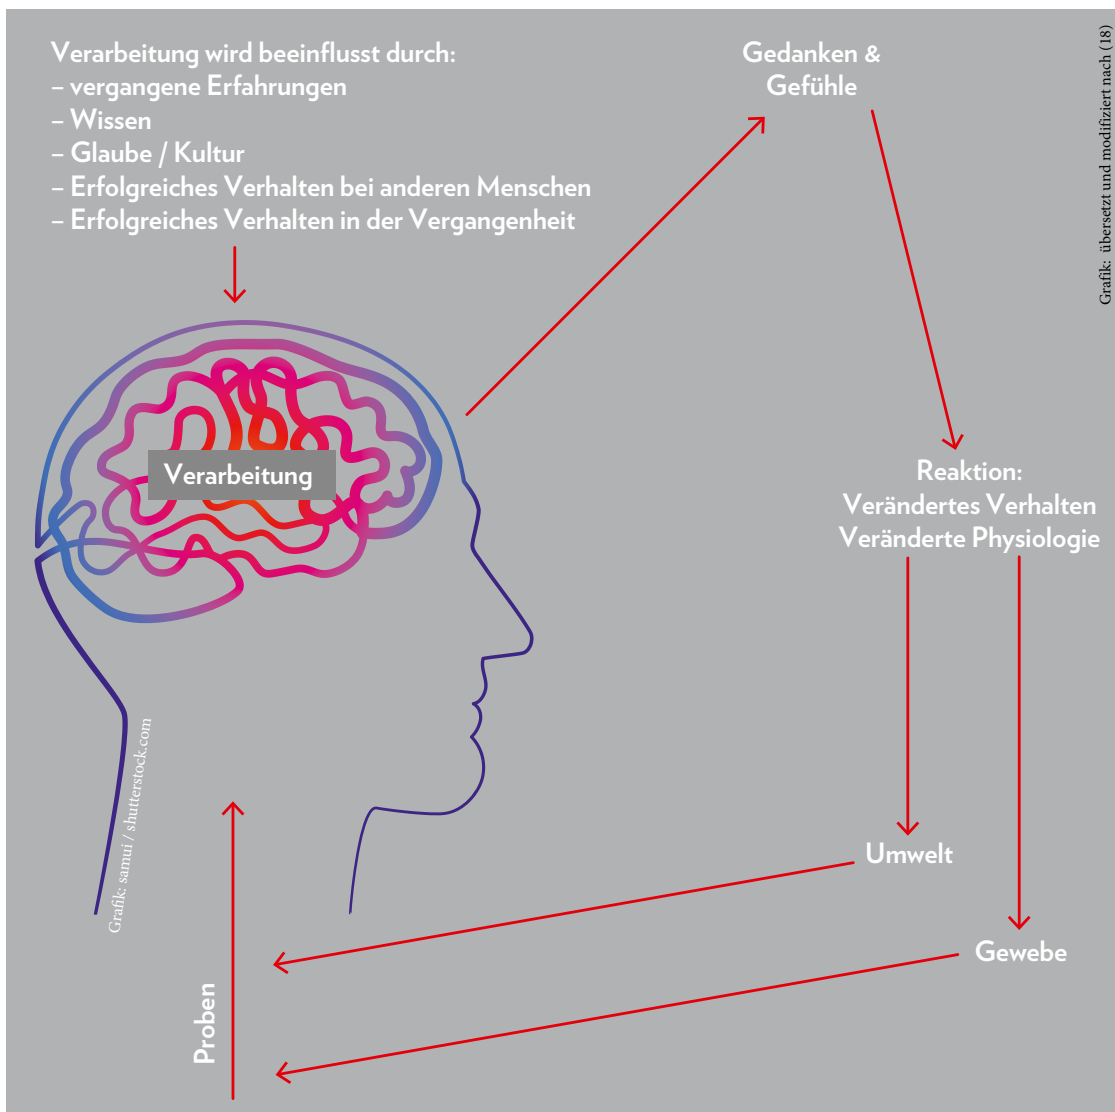 Verarbeitung wird beeinflusst durch:
– vergangene Erfahrungen
– Wissen
– Glaube / Kultur
– Erfolgreiches Verhalten bei anderen Menschen
– Erfolgreiches Verhalten in der Vergangenheit
Gedanken &
Gefühle
Grafik: übersetzt und modifiziert nach (18)
Verarbeitung
Reaktion:
Verändertes Verhalten
Veränderte Physiologie
Grafik: samui / shutterstock.com
Umwelt
Gewebe
Proben